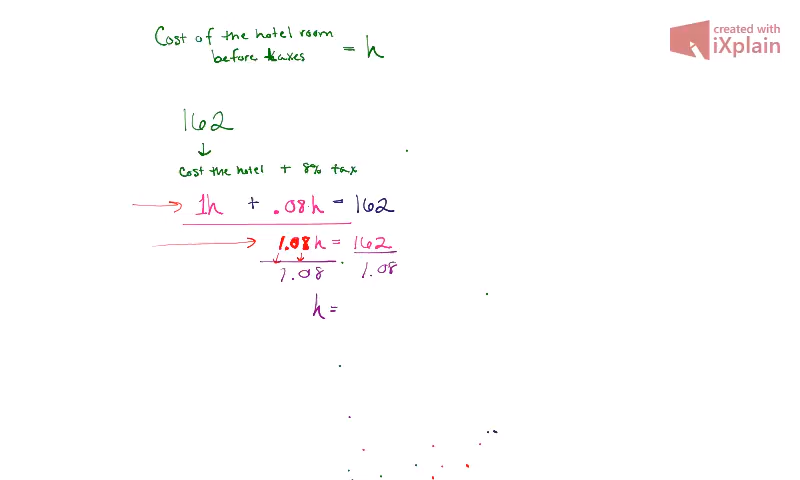 created with
iXplain
Cost of the hotel room
before taxes = h
162
↓
Cost the hotel + 8% tax
→ 1h + .08h = 162
→ 1.08h = 162
1.08 1.08
h =